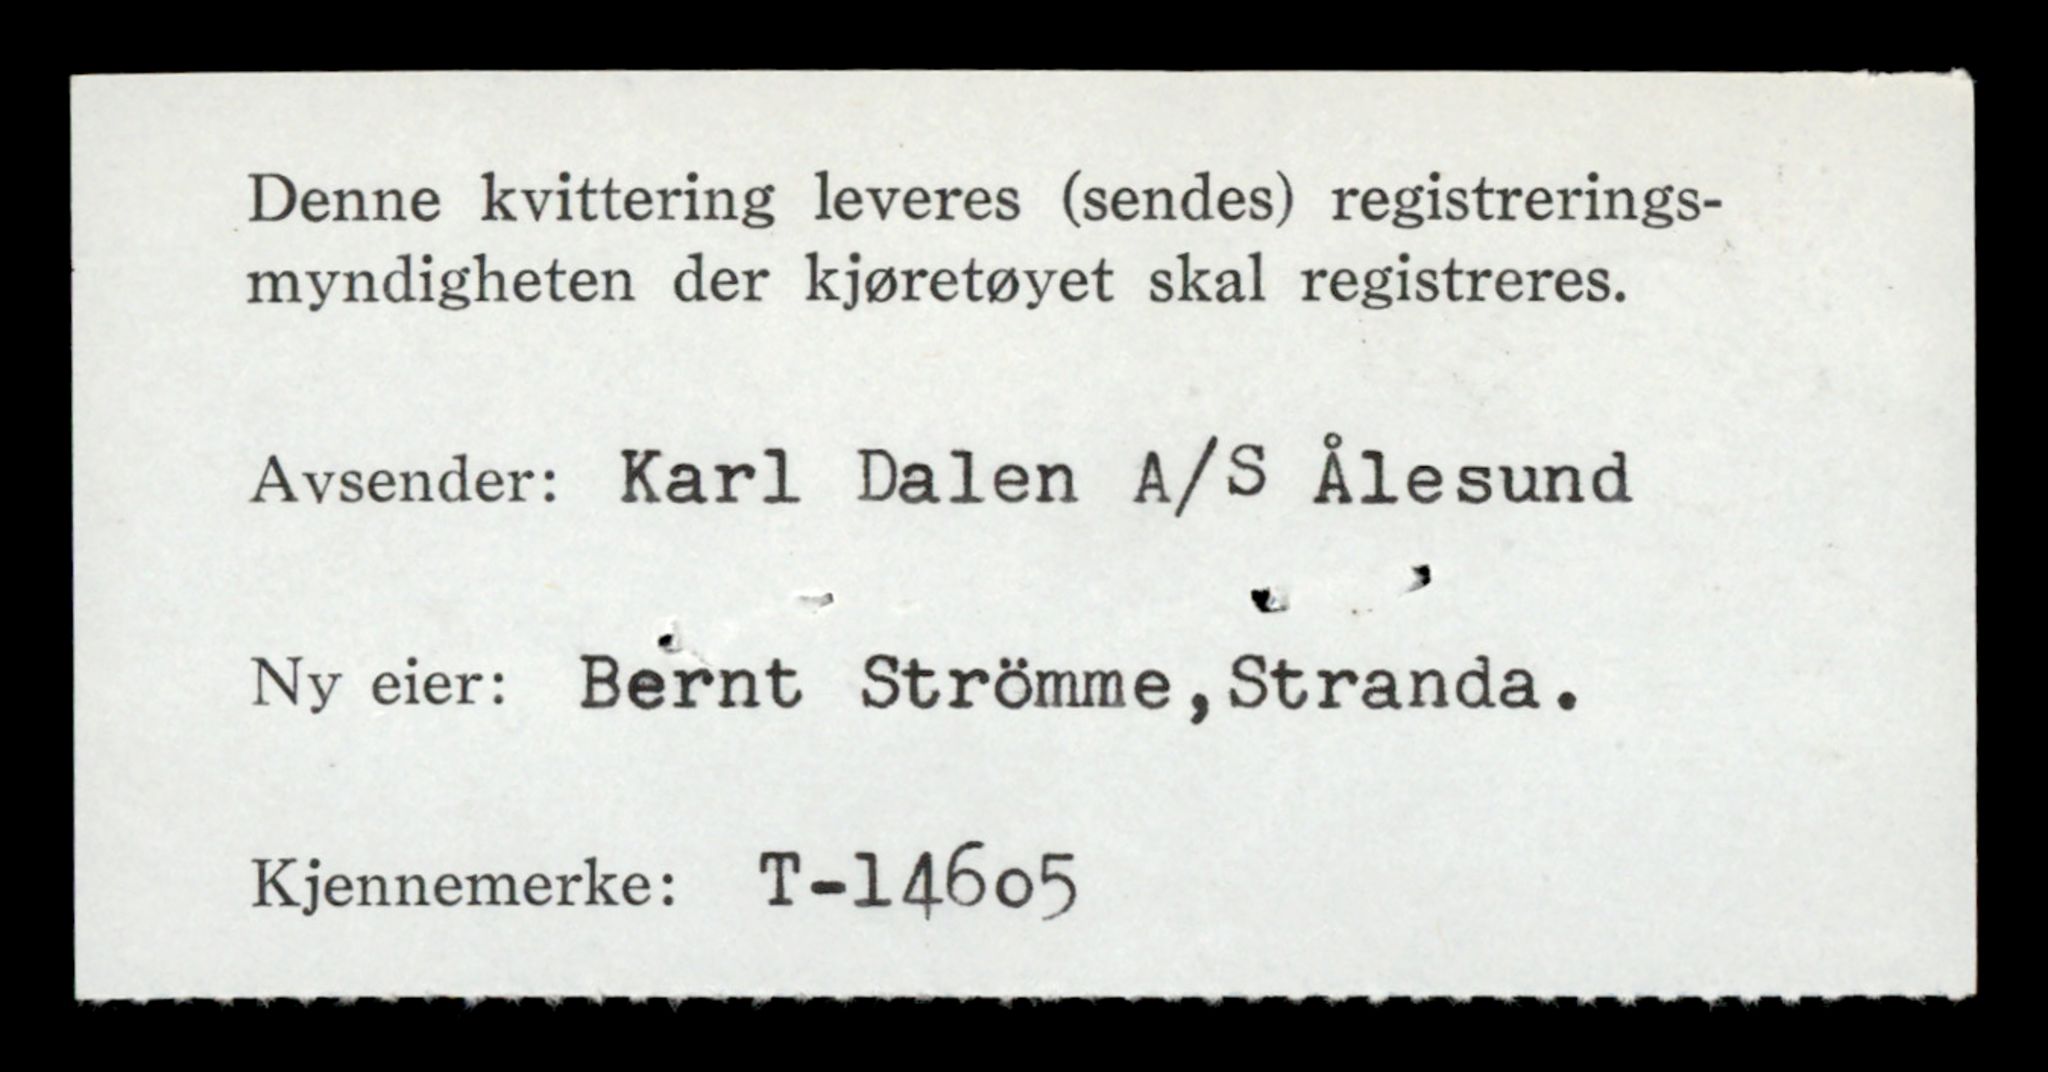 Denne kvittering leveres (sendes) registrerings-
myndigheten der kjøretøyet skal registreres.
Avsender: Karl Dalen A/S Ålesund
Ny eier: Bernt Strömme,Stranda.
Kjennemerke: T-14605